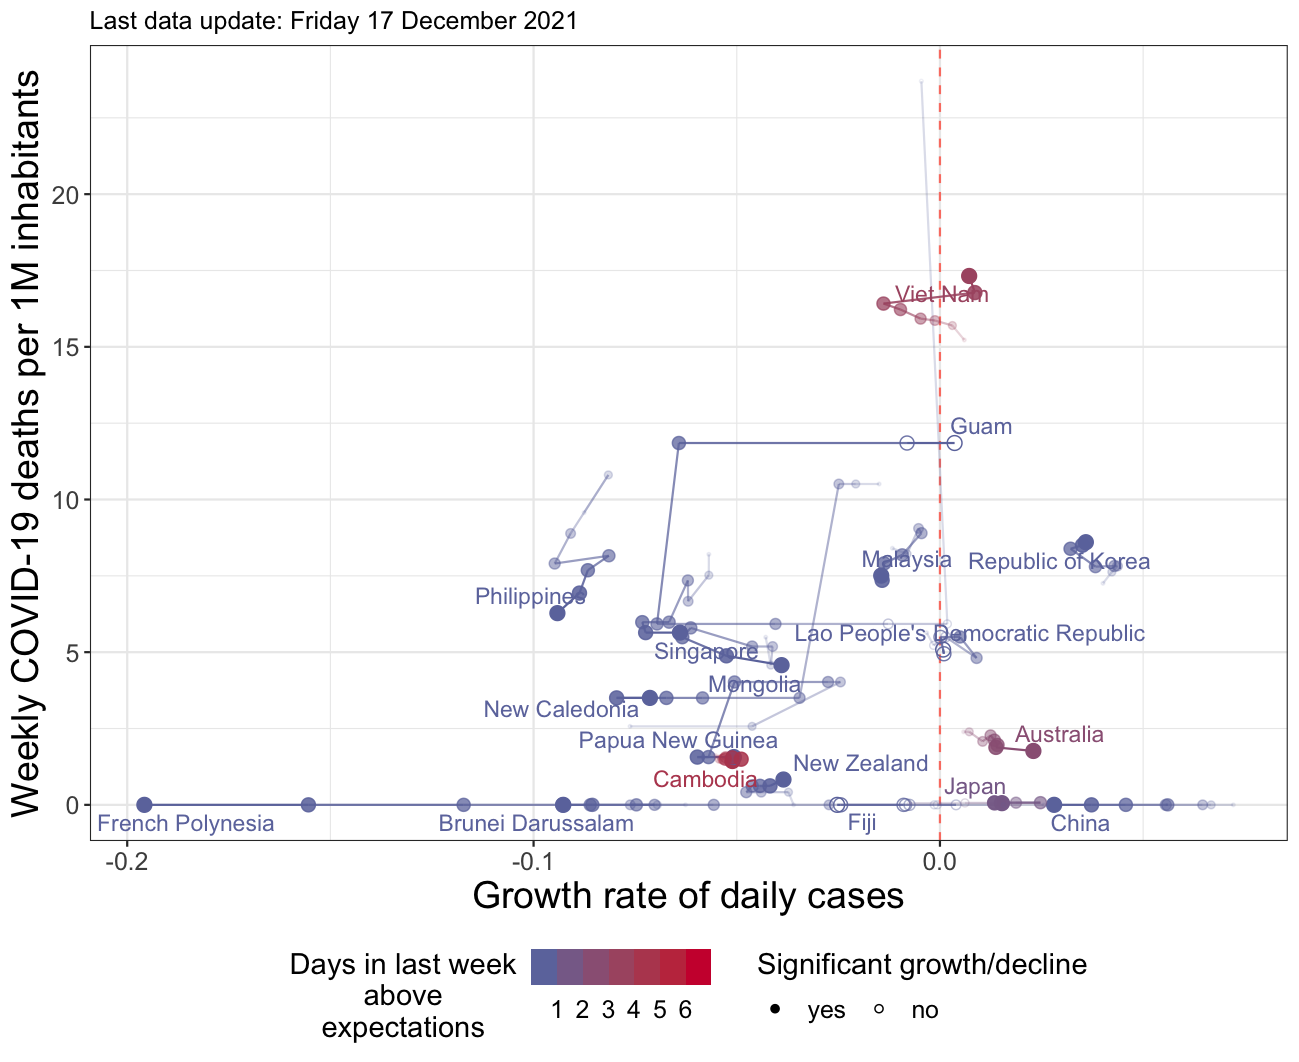 Last data update: Friday 17 December 2021
Weekly COVID-19 deaths per 1M inhabitants
20
15
10
5
0
Viet Nam
Guam
Malaysia
Republic of Korea
Philippines
Lao People's Democratic Republic
Singapore
Mongolia
New Caledonia
Papua New Guinea
Australia
New Zealand
Cambodia
Japan
French Polynesia
Brunei Darussalam
Fiji
China
-0.2
-0.1
0.0
Growth rate of daily cases
Days in last week
above
expectations
1 2 3 4 5 6
Significant growth/decline
yes
no